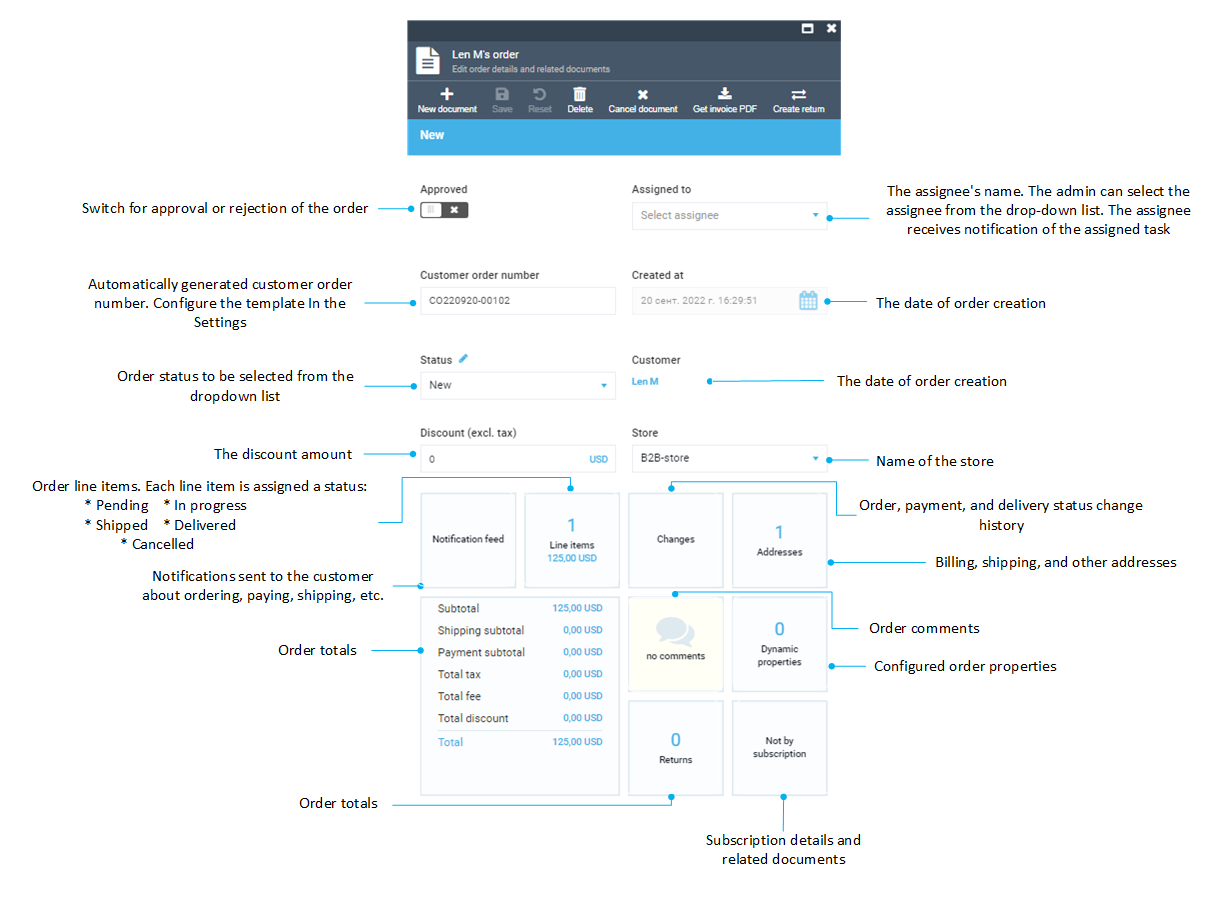 Len M's order
Edit order details and related documents
New document
Save
Reset
Delete
Cancel document
Get invoice PDF
Create return
New
Approved
Assigned to
Switch for approval or rejection of the order
Select assignee
The assignee's name. The admin can select the
assignee from the drop-down list. The assignee
receives notification of the assigned task
Automatically generated customer order
number. Configure the template In the
Settings
Customer order number
CO220920-00102
Created at
20 сент. 2022 г. 16:29:51
The date of order creation
Order status to be selected from the
dropdown list
Status
New
Customer
Len M
The date of order creation
The discount amount
Discount (excl. tax)
0 USD
Store
B2B-store
Name of the store
Order line items. Each line item is assigned a status:
* Pending * In progress
* Shipped * Delivered
* Cancelled
Notification feed
1
Line items
125,00 USD
Changes
1
Addresses
Order, payment, and delivery status change
history
Billing, shipping, and other addresses
Notifications sent to the customer
about ordering, paying, shipping, etc.
Order totals
Subtotal 125,00 USD
Shipping subtotal 0,00 USD
Payment subtotal 0,00 USD
Total tax 0,00 USD
Total fee 0,00 USD
Total discount 0,00 USD
Total 125,00 USD
no comments
0
Dynamic
properties
Order comments
Configured order properties
0
Returns
Not by
subscription
Order totals
Subscription details and
related documents